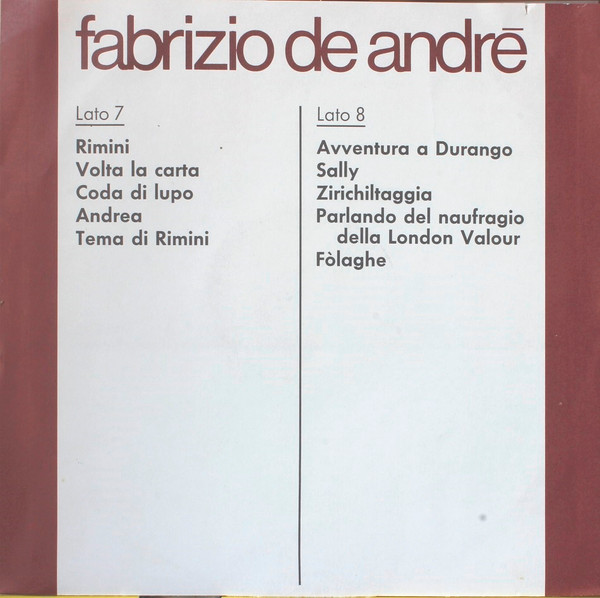 fabrizio de andrē
Lato 7
Rimini
Volta la carta
Coda di lupo
Andrea
Tema di Rimini
Lato 8
Avventura a Durango
Sally
Zirichiltaggia
Parlando del naufragio
della London Valour
Fòlaghe